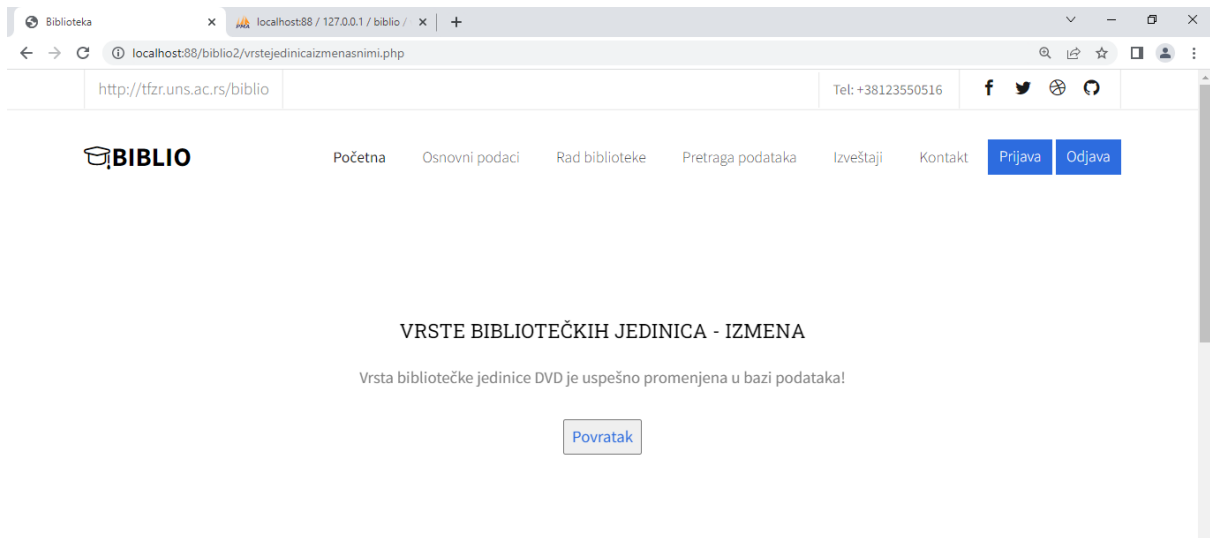 Biblioteka
localhost:88 / 127.0.0.1 / biblio /
localhost:88/biblio2/vrstejedinicaizmenasnimi.php
http://tfzr.uns.ac.rs/biblio
Tel: +38123550516
BIBLIO
Početna Osnovni podaci Rad biblioteke Pretraga podataka Izveštaji Kontakt Prijava Odjava
VRSTE BIBLIOTEČKIH JEDINICA - IZMENA
Vrsta bibliotečke jedinice DVD je uspešno promenjena u bazi podataka!
Povratak